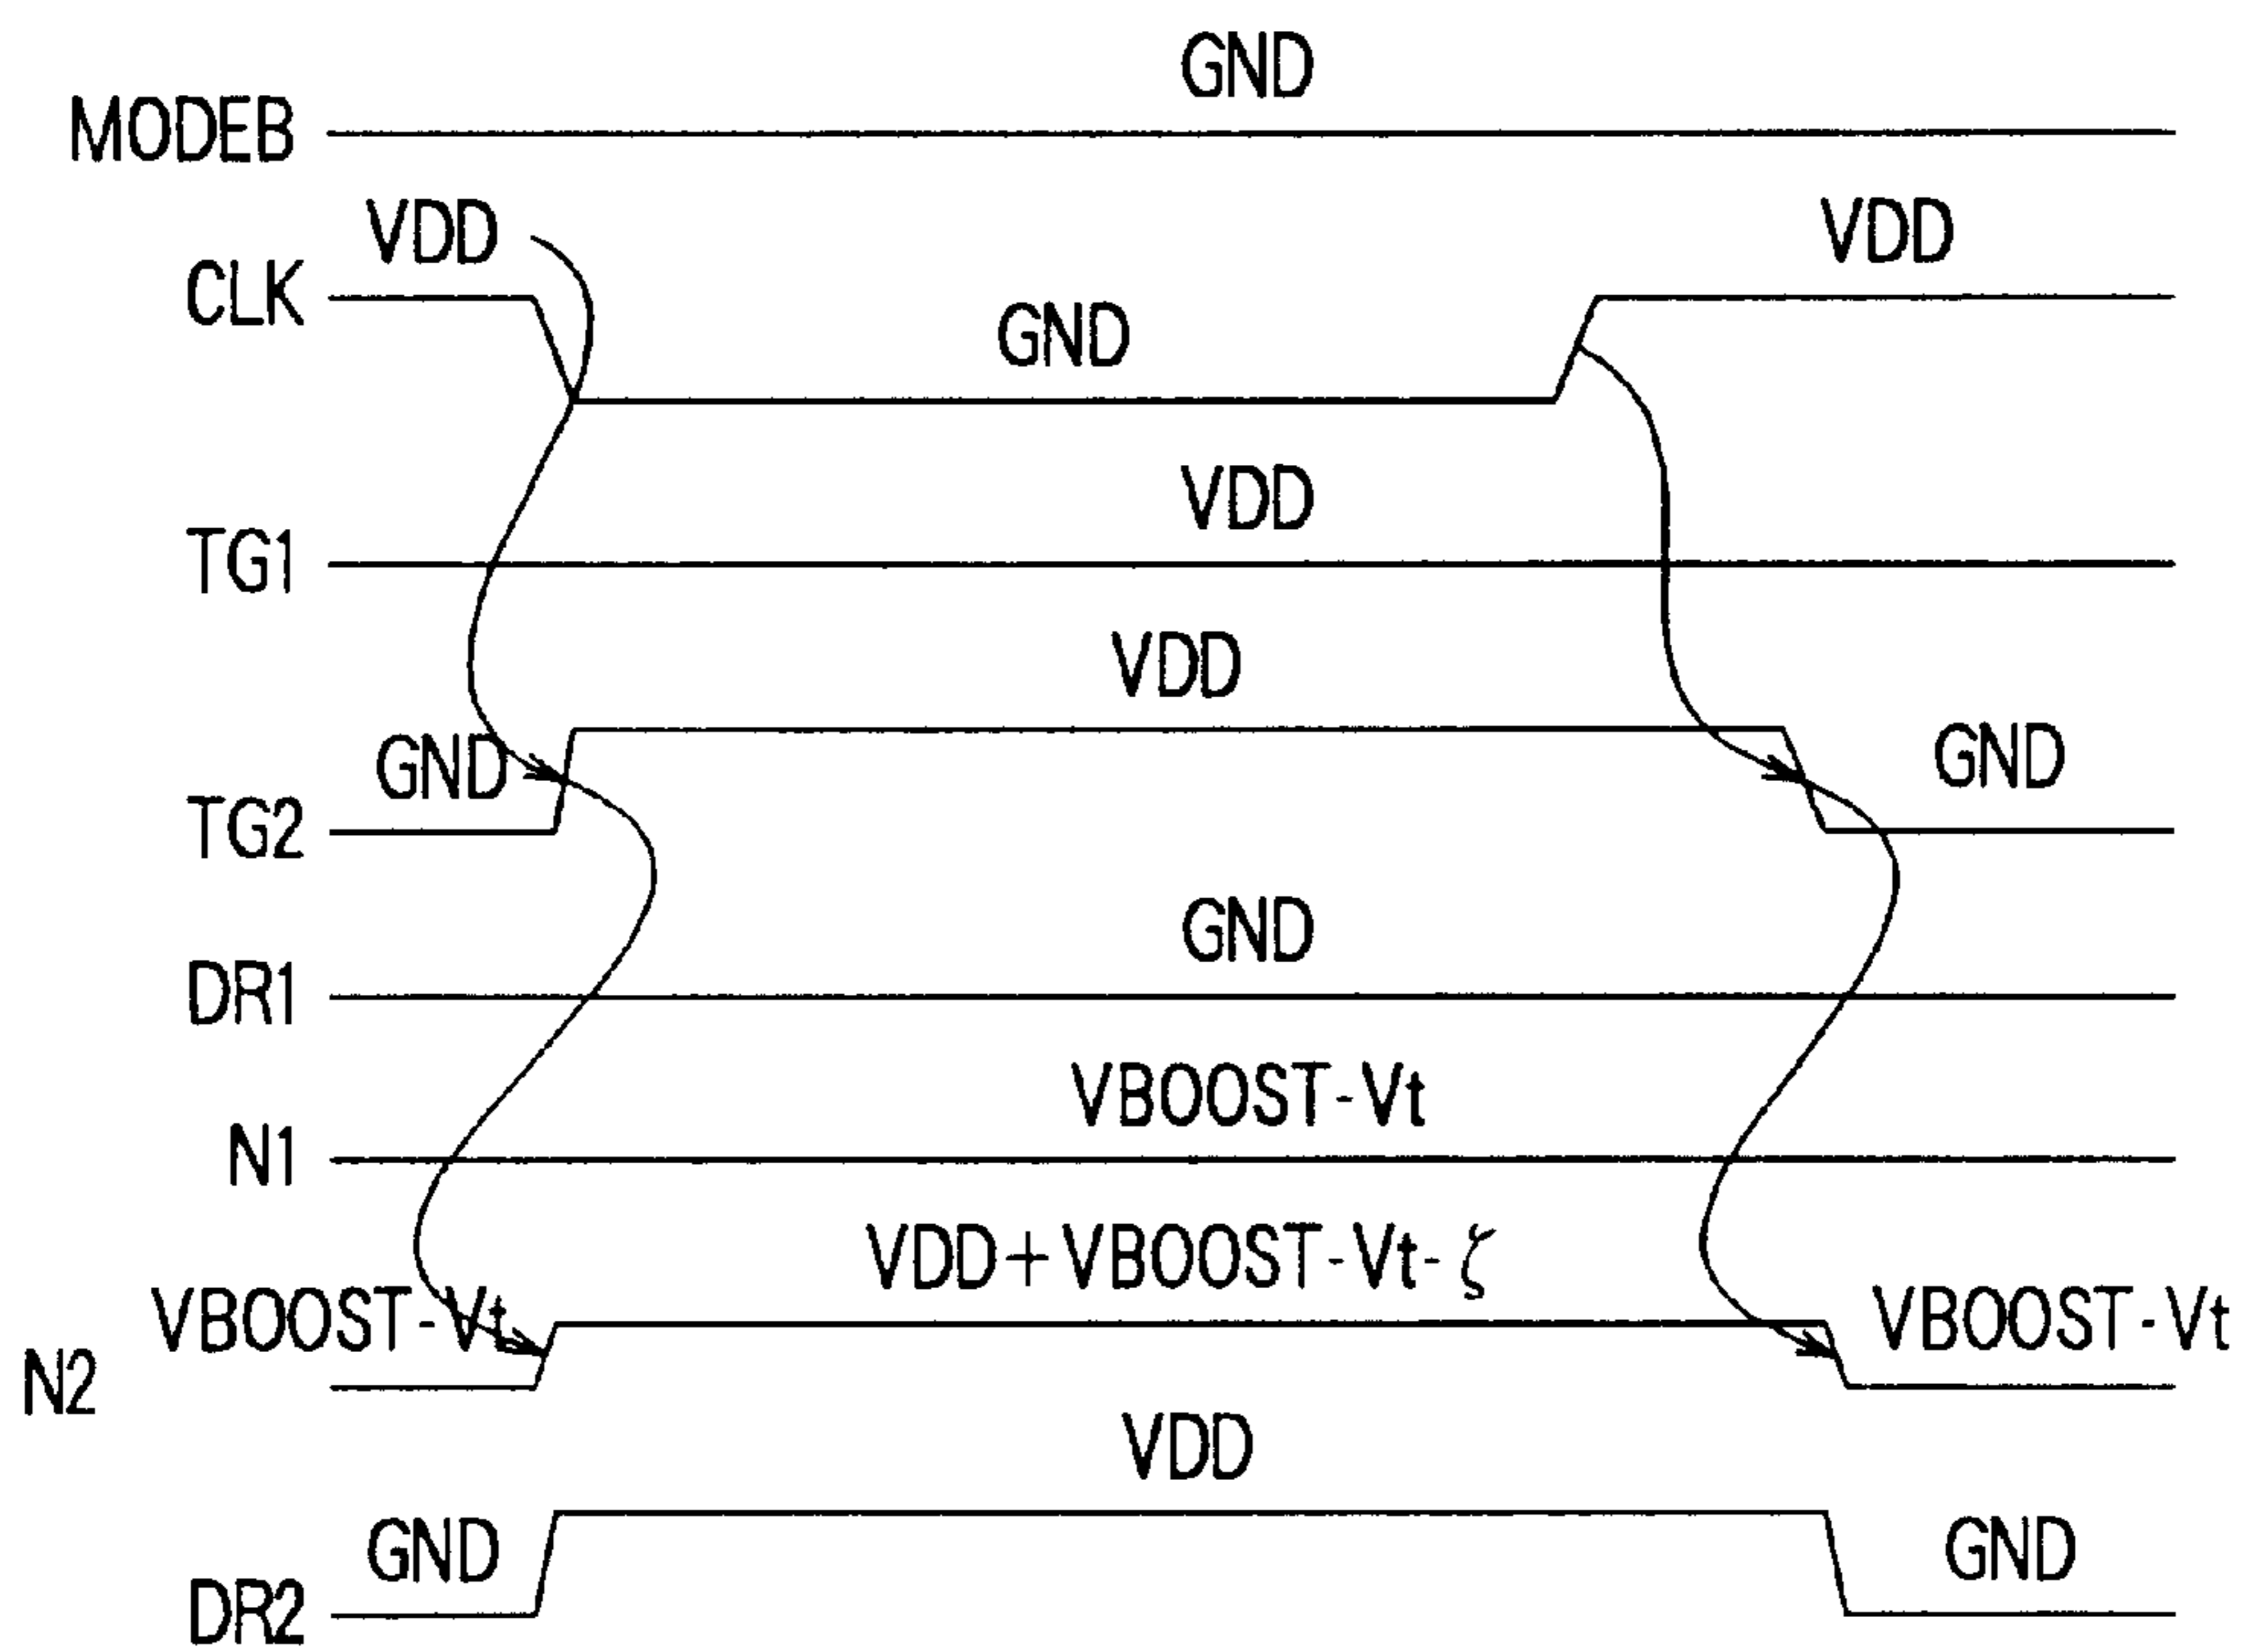 GND
MODEB
VDD
VDD
CLK
GND
VDD
TG1
VDD
GND
GND
TG2
GND
DR1
VBOOST-Vt
N1
VDD+VBOOST-Vt-ζ
VBOOST-Vt
VBOOST-Vt
N2
VDD
GND
GND
DR2